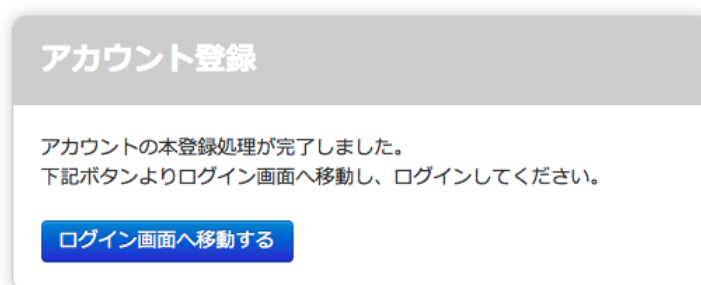 アカウント登録
アカウントの本登録処理が完了しました。
下記ボタンよりログイン画面へ移動し、ログインしてください。
ログイン画面へ移動する